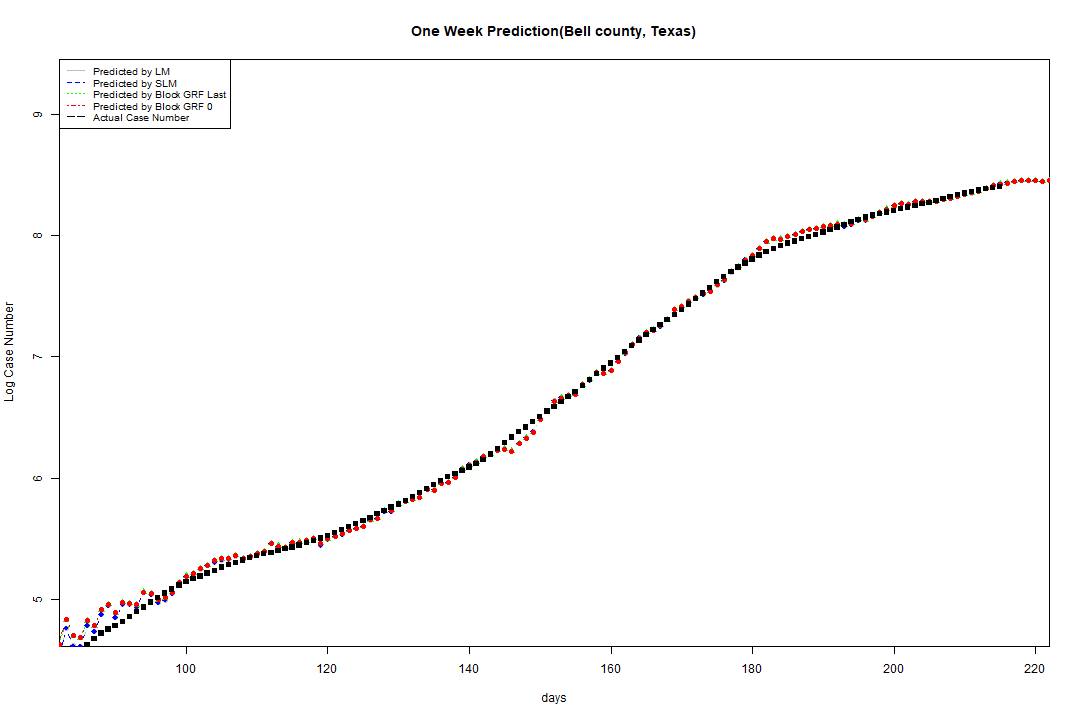 One Week Prediction(Bell county, Texas)
Predicted by LM
Predicted by SLM
Predicted by Block GRF Last
Predicted by Block GRF 0
Actual Case Number
9
8
7
6
5
Log Case Number
100 120 140 160 180 200 220
days